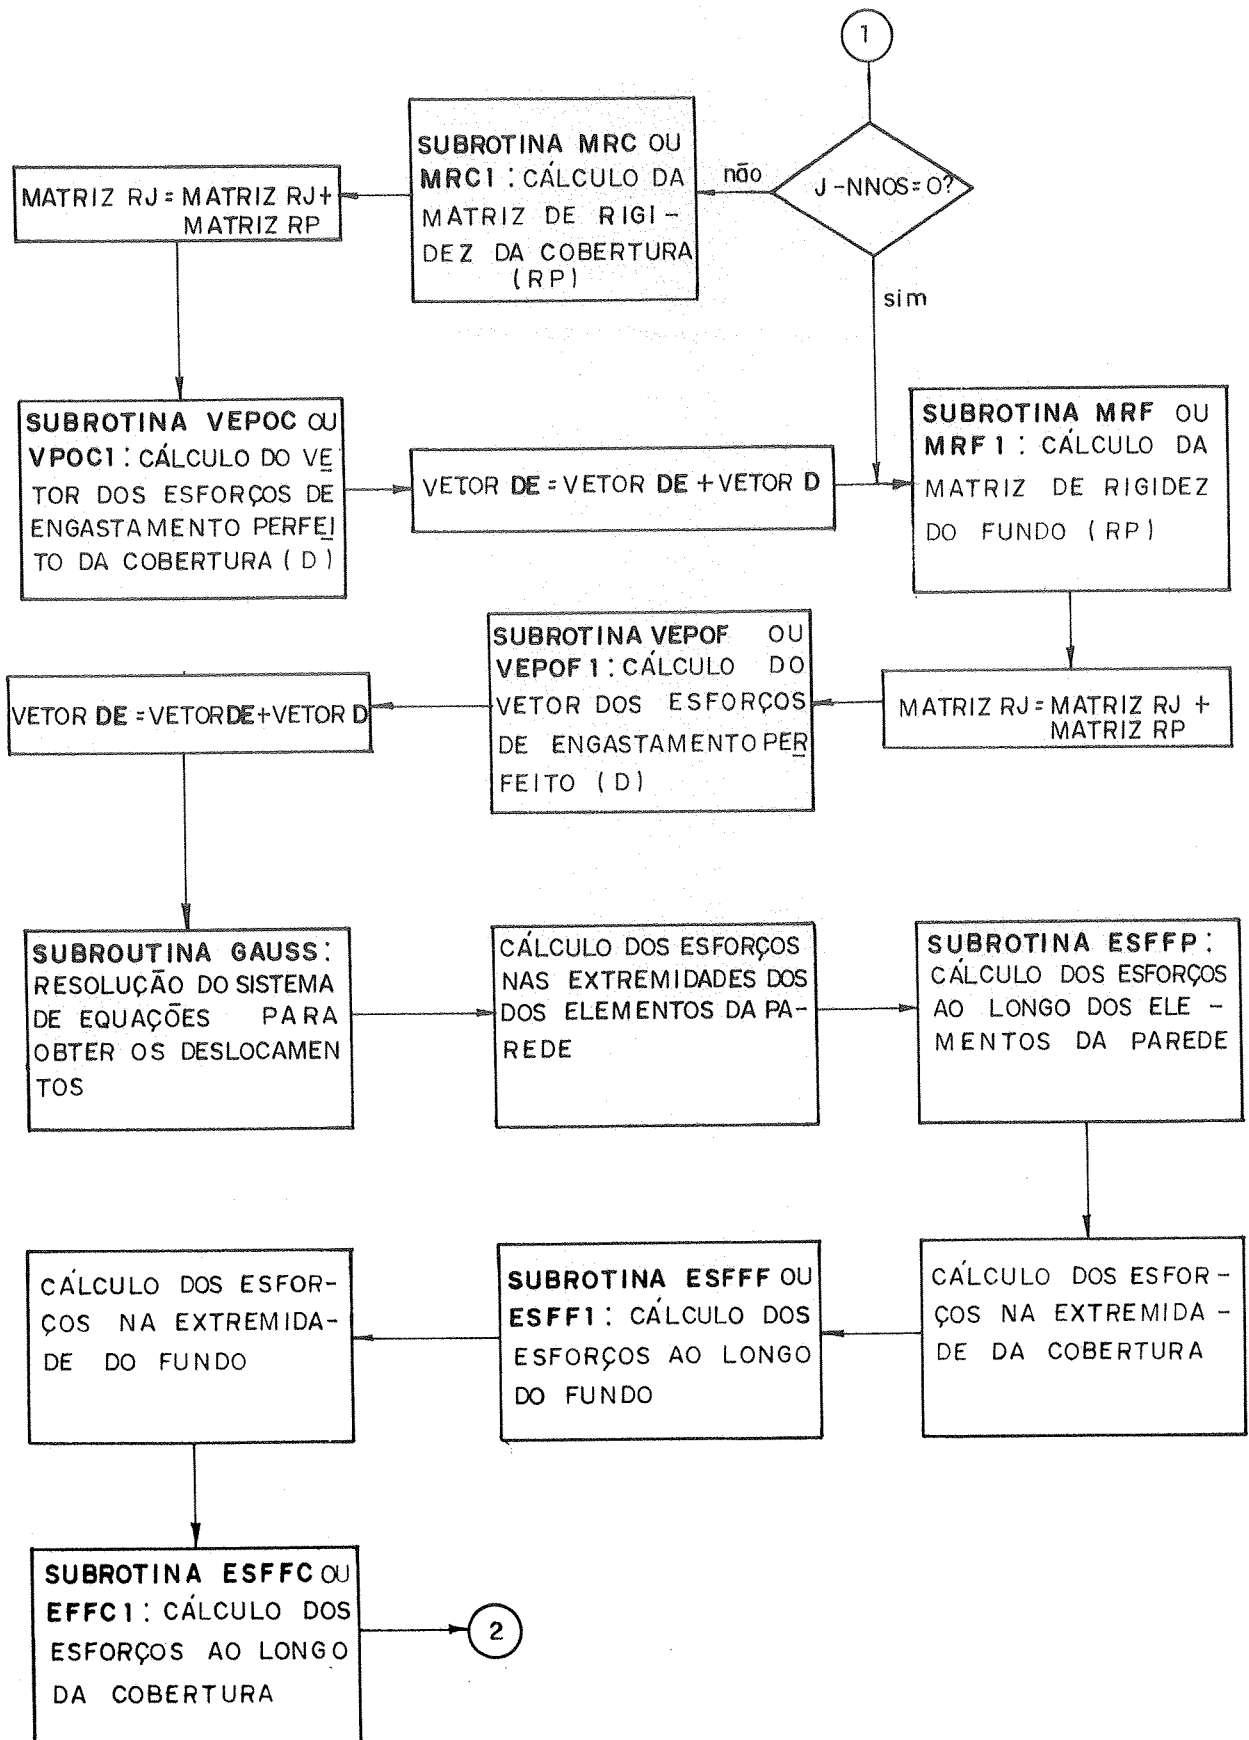 1
J-NNOS=0?
não
sim
SUBROTINA MRC OU
MRC1: CÁLCULO DA
MATRIZ DE RIGI-
DEZ DA COBERTURA
(RP)
MATRIZ RJ=MATRIZ RJ+
MATRIZ RP
SUBROTINA VEPOC OU
VPOC1: CÁLCULO DO VE
TOR DOS ESFORÇOS DE
ENGASTAMENTO PERFEI
TO DA COBERTURA (D)
VETOR DE=VETOR DE+VETOR D
SUBROTINA MRF OU
MRF1: CÁLCULO DA
MATRIZ DE RIGIDEZ
DO FUNDO (RP)
MATRIZ RJ=MATRIZ RJ+
MATRIZ RP
SUBROTINA VEPOF OU
VEPOF1: CÁLCULO DO
VETOR DOS ESFORÇOS
DE ENGASTAMENTO PER
FEITO (D)
VETOR DE=VETOR DE+VETOR D
SUBROUTINA GAUSS:
RESOLUÇÃO DO SISTEMA
DE EQUAÇÕES PARA
OBTER OS DESLOCAMEN
TOS
CÁLCULO DOS ESFORÇOS
NAS EXTREMIDADES DOS
DOS ELEMENTOS DA PA-
REDE
SUBROTINA ESFFP:
CÁLCULO DOS ESFORÇOS
AO LONGO DOS ELE-
MENTOS DA PAREDE
CÁLCULO DOS ESFOR-
ÇOS NA EXTREMIDA-
DE DA COBERTURA
SUBROTINA ESFFF OU
ESFF1: CÁLCULO DOS
ESFORÇOS AO LONGO
DO FUNDO
CÁLCULO DOS ESFOR-
ÇOS NA EXTREMIDA-
DE DO FUNDO
SUBROTINA ESFFC OU
EFFC1: CÁLCULO DOS
ESFORÇOS AO LONGO
DA COBERTURA
2